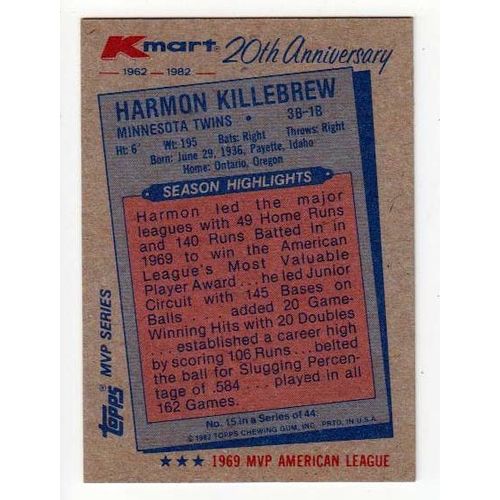 Kmart® 20th Anniversary
1962 — 1982
HARMON KILLEBREW
MINNESOTA TWINS • 3B-1B
Ht: 6' Wt: 195 Bats: Right Throws: Right
Born: June 29, 1936, Payette, Idaho
Home: Ontario, Oregon
SEASON HIGHLIGHTS
Harmon led the major
leagues with 49 Home Runs
and 140 Runs Batted In in
1969 to win the American
League's Most Valuable
Player Award . . . he led Junior
Circuit with 145 Bases on
Balls . . . added 20 Game-
Winning Hits with 20 Doubles
. . . established a career high
by scoring 106 Runs . . . belted
the ball for Slugging Percen-
tage of .584 . . . played in all
162 Games.
No. 15 in a Series of 44:
©1982 TOPPS CHEWING GUM, INC. PRTD. IN U.S.A.
topps® MVP SERIES
★★★ 1969 MVP AMERICAN LEAGUE